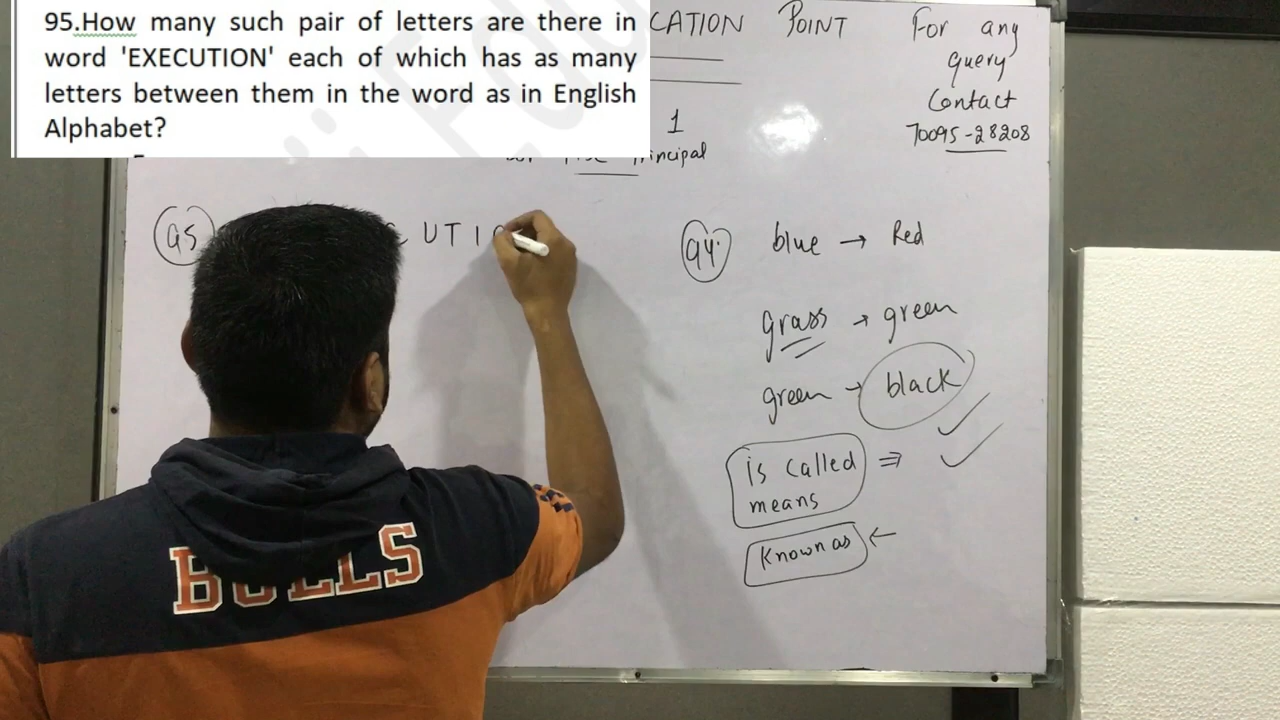 95.How many such pair of letters are there in
word 'EXECUTION' each of which has as many
letters between them in the word as in English
Alphabet?
CATION POINT
For any
query
Contact
70095-28208
1
Principal
95
C U T I O
94.
blue → Red
grass → green
green → black
is called ⇒
means
Known as ←
BULLS